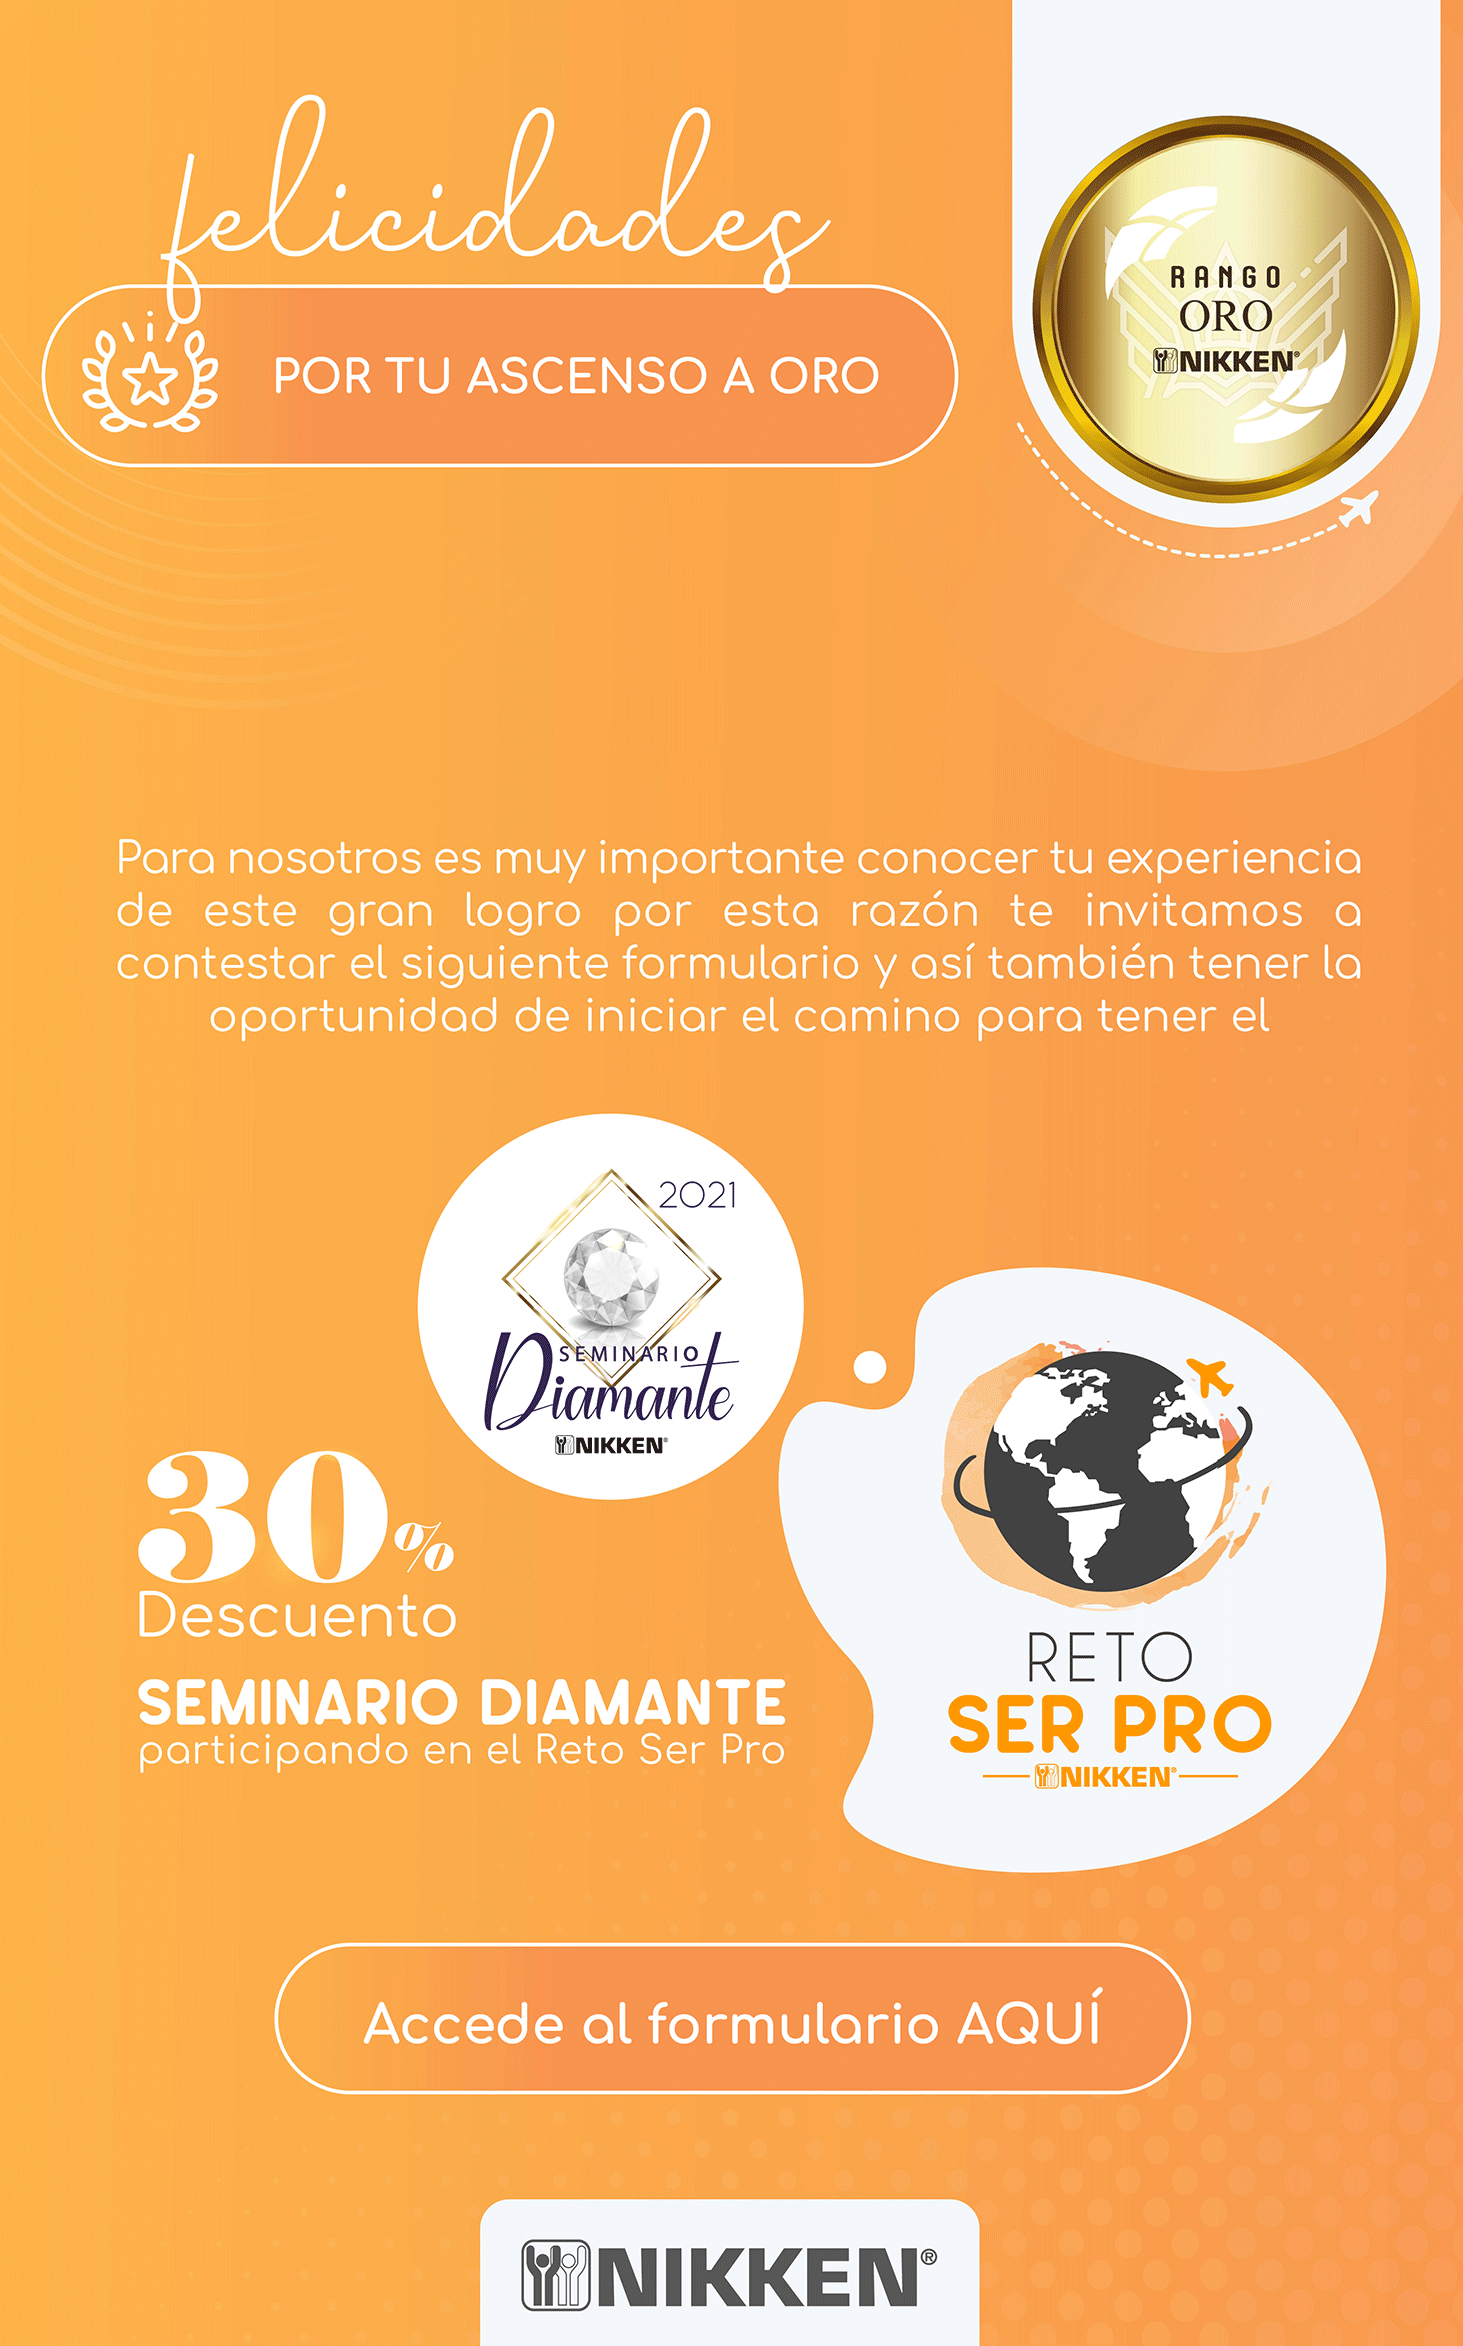 felicidades
POR TU ASCENSO A ORO
RANGO
ORO
NIKKEN®
Para nosotros es muy importante conocer tu experiencia
de este gran logro por esta razón te invitamos a
contestar el siguiente formulario y así también tener la
oportunidad de iniciar el camino para tener el
2021
SEMINARIO
Diamante
NIKKEN®
30%
Descuento
SEMINARIO DIAMANTE
participando en el Reto Ser Pro
RETO
SER PRO
NIKKEN®
Accede al formulario AQUÍ
NIKKEN®